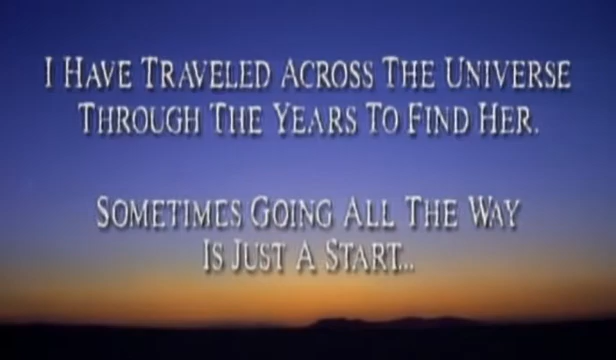 I HAVE TRAVELED ACROSS THE UNIVERSE
THROUGH THE YEARS TO FIND HER.
SOMETIMES GOING ALL THE WAY
IS JUST A START...